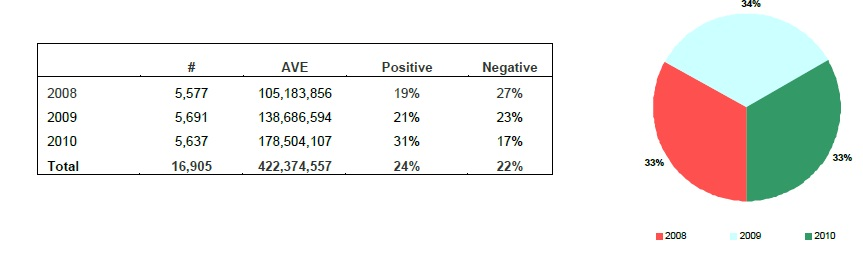 # AVE Positive Negative
2008 5,577 105,183,856 19% 27%
2009 5,691 138,686,594 21% 23%
2010 5,637 178,504,107 31% 17%
Total 16,905 422,374,557 24% 22%
34%
33%
33%
2008 2009 2010